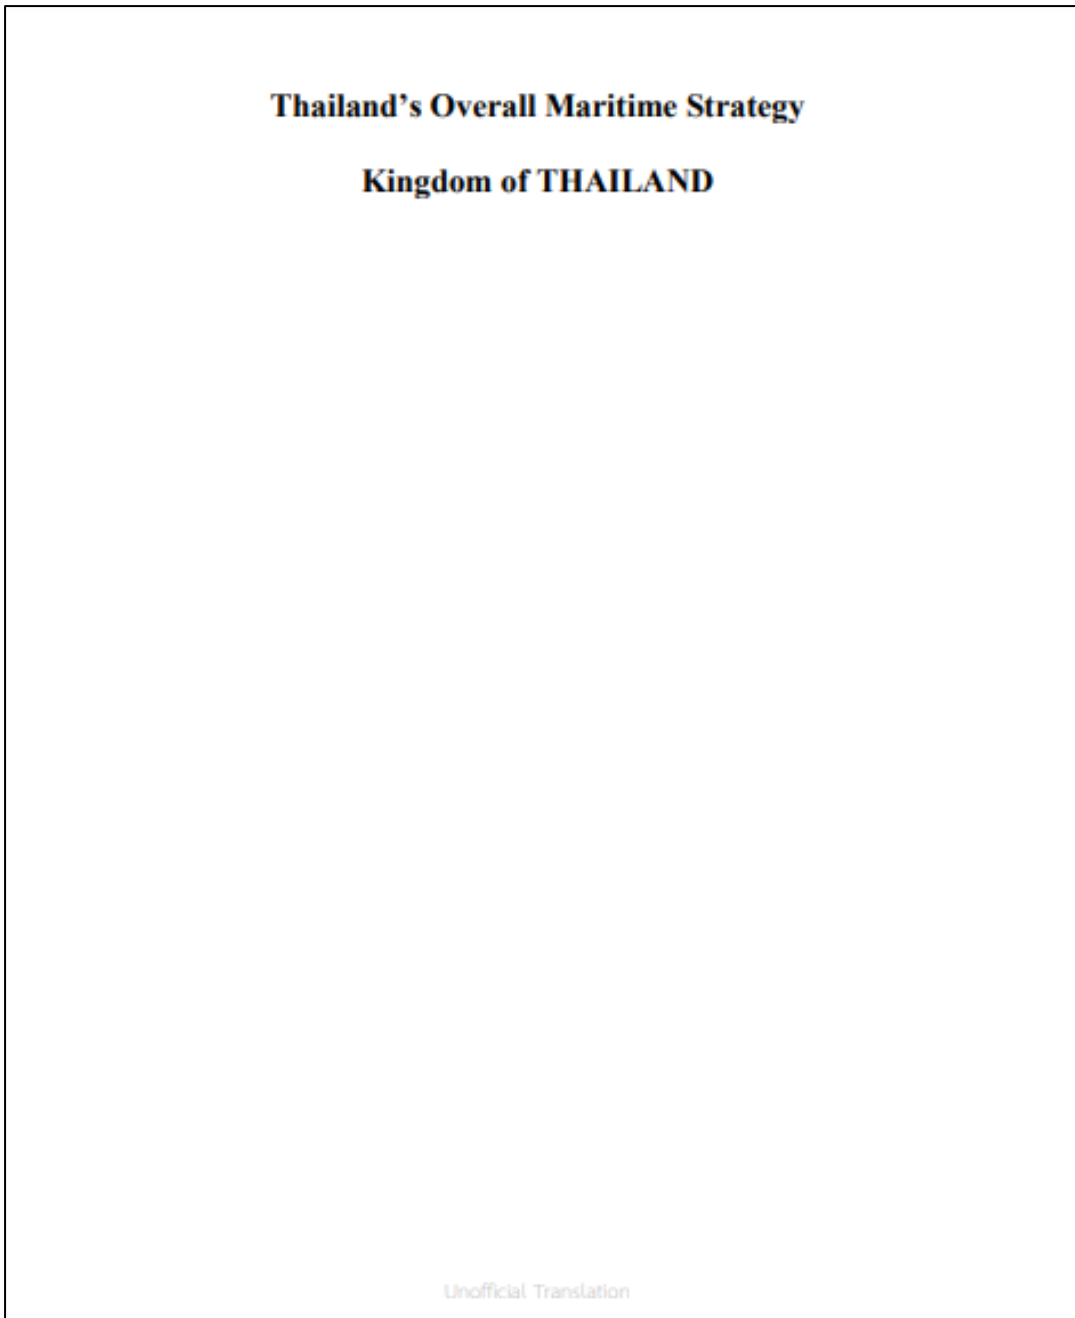 Thailand’s Overall Maritime Strategy
Kingdom of THAILAND
Unofficial Translation